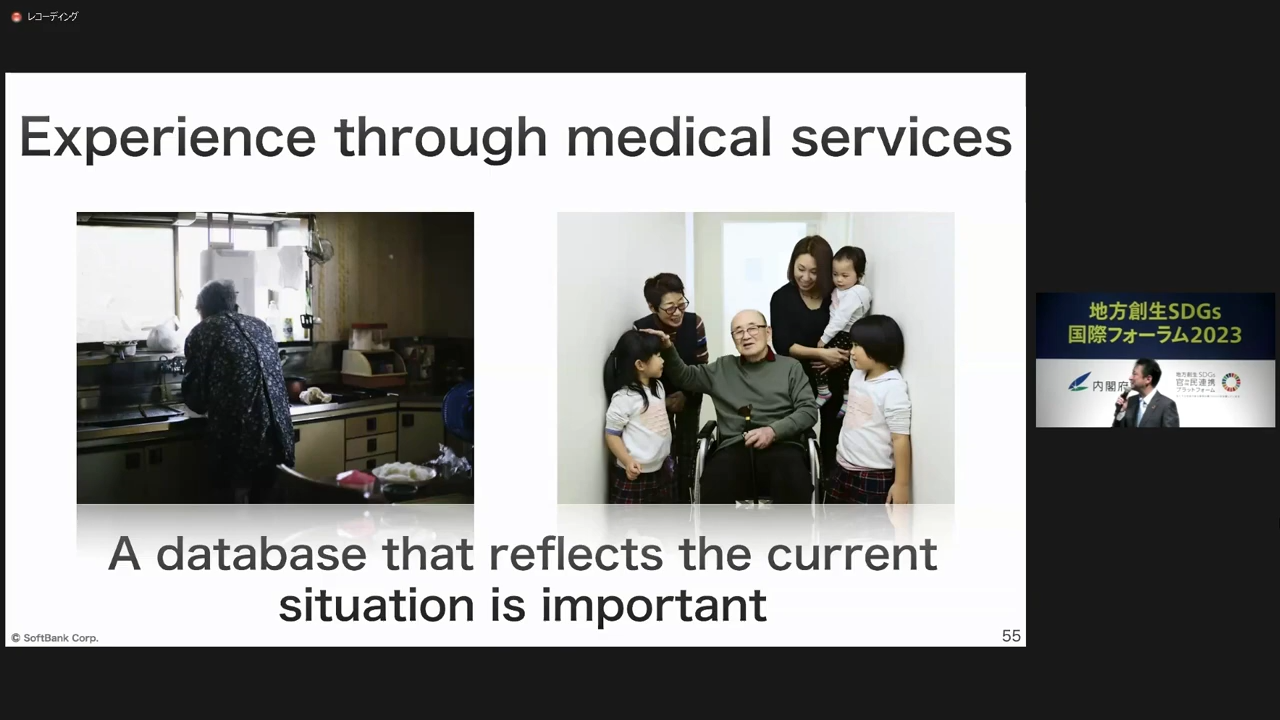 レコーディング
Experience through medical services
A database that reflects the current
situation is important
© SoftBank Corp.
55
地方創生SDGs
国際フォーラム2023
内閣府
地方創生SDGs
官民連携
プラットフォーム